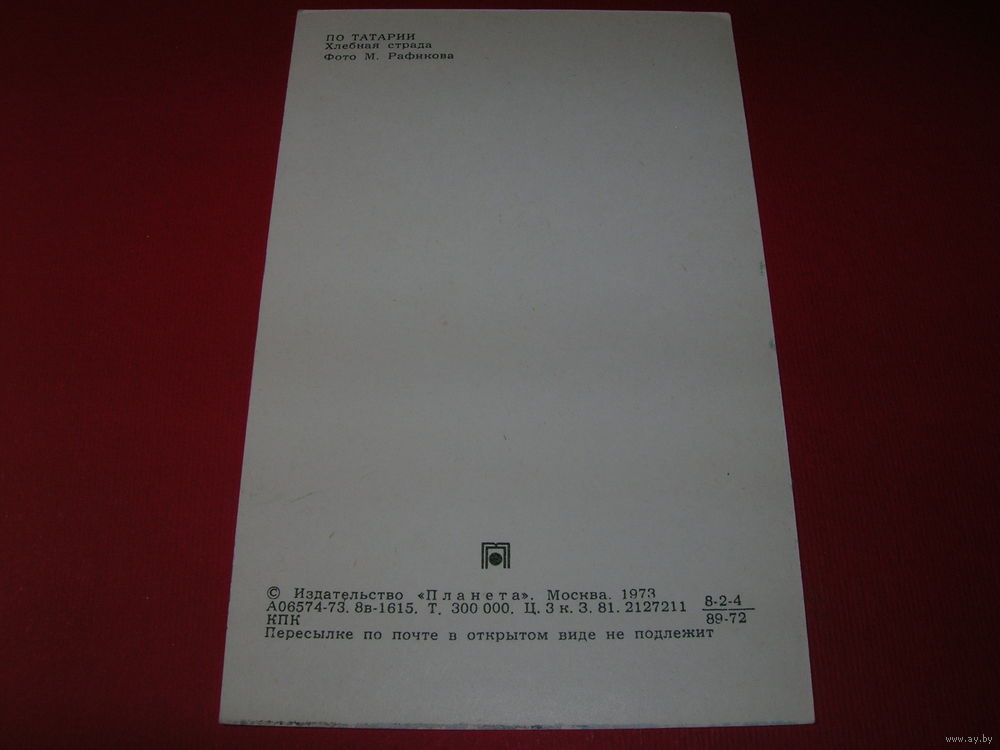 ПО ТАТАРИИ
Хлебная страда
Фото М. Рафикова
© Издательство «Планета». Москва. 1973
А06574-73. 8в-1615. Т. 300 000. Ц. 3 к. З. 81. 2127211
8-2-4
89-72
КПК
Пересылке по почте в открытом виде не подлежит
www.ay.by